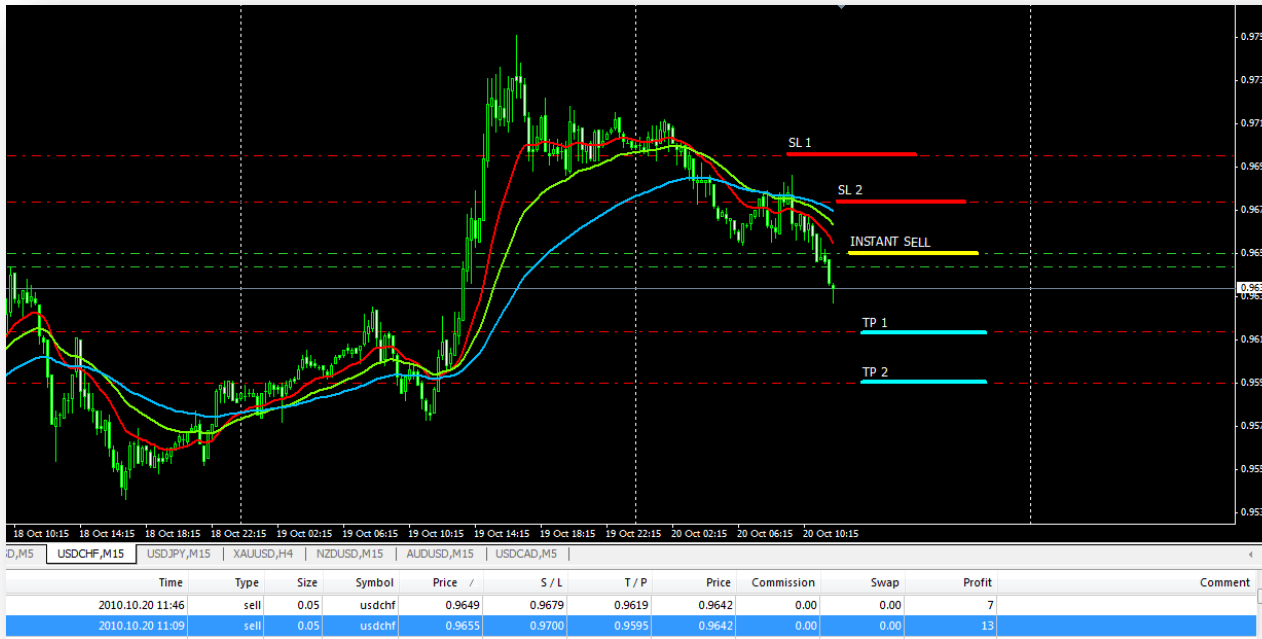 0.975
0.973
0.971
SL 1
0.969
SL 2
0.967
INSTANT SELL
0.965
0.963
0.963
TP 1
0.961
TP 2
0.959
0.957
0.955
0.953
18 Oct 10:15 18 Oct 14:15 18 Oct 18:15 18 Oct 22:15 19 Oct 02:15 19 Oct 06:15 19 Oct 10:15 19 Oct 14:15 19 Oct 18:15 19 Oct 22:15 20 Oct 02:15 20 Oct 06:15 20 Oct 10:15
D,M5 USDCHF,M15 USDJPY,M15 XAUUSD,H4 NZDUSD,M15 AUDUSD,M15 USDCAD,M5
Time Type Size Symbol Price / S / L T / P Price Commission Swap Profit Comment
2010.10.20 11:46 sell 0.05 usdchf 0.9649 0.9679 0.9619 0.9642 0.00 0.00 7
2010.10.20 11:09 sell 0.05 usdchf 0.9655 0.9700 0.9595 0.9642 0.00 0.00 13